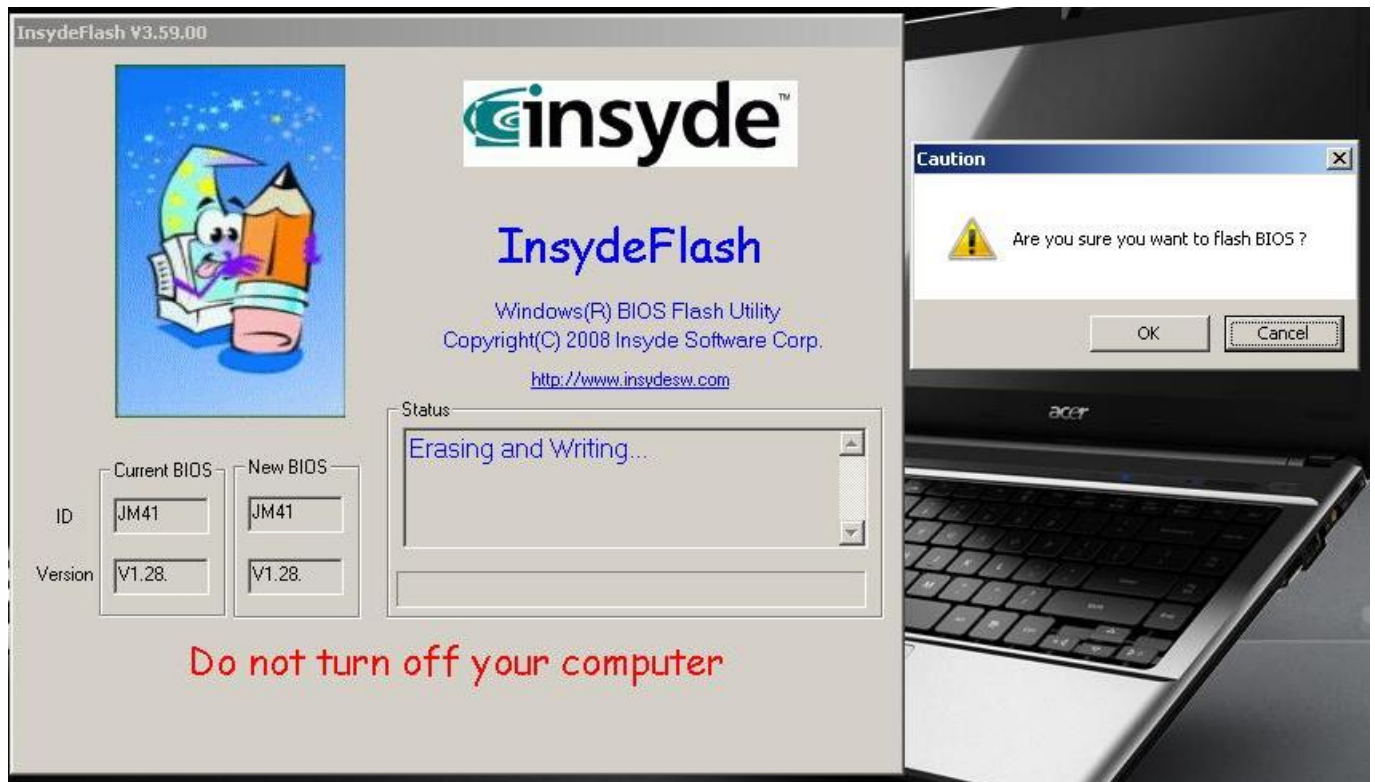 InsydeFlash V3.59.00
insyde™
InsydeFlash
Windows(R) BIOS Flash Utility
Copyright(C) 2008 Insyde Software Corp.
http://www.insydesw.com
Status
Erasing and Writing...
Current BIOS
New BIOS
ID
JM41
JM41
Version
V1.28.
V1.28.
Do not turn off your computer
Caution
Are you sure you want to flash BIOS ?
OK
Cancel
acer